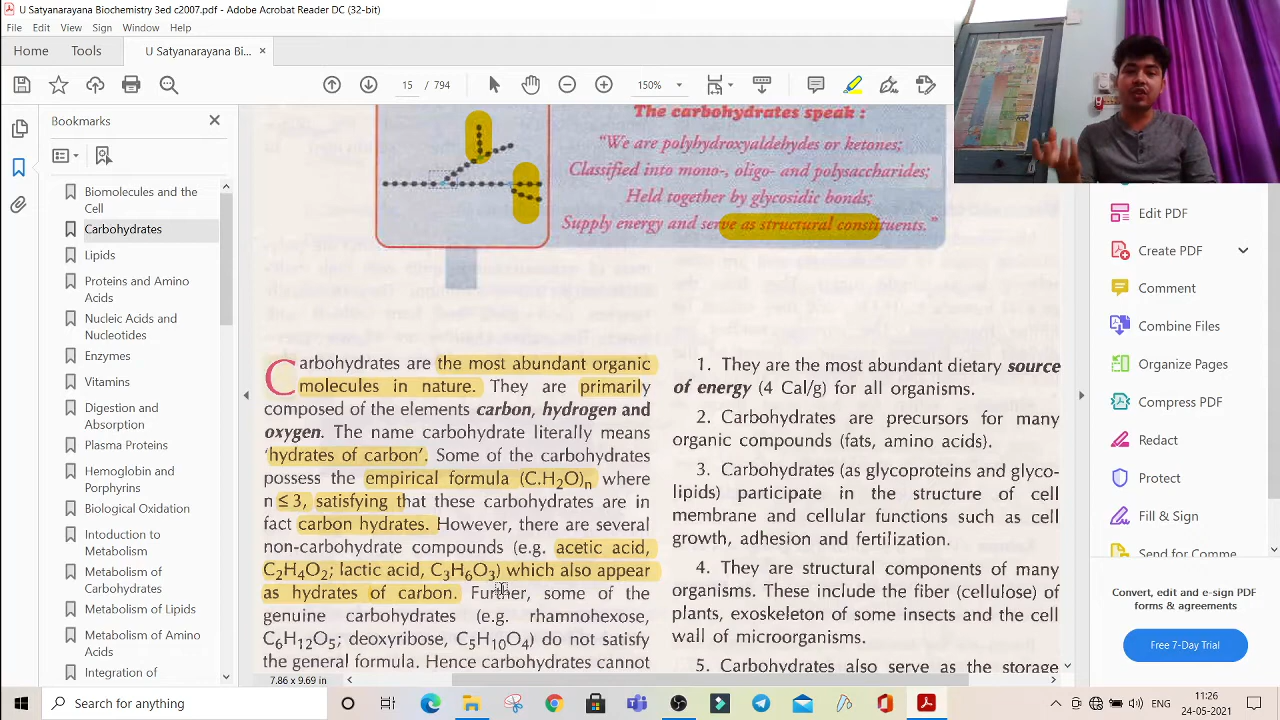 U Satyanarayana Biochemistry 3ed c2007.pdf - Adobe Acrobat Reader DC (32-bit)
File Edit View Sign Window Help
Home Tools U Satyanarayana Bi... ×
15 / 794 150%
Bookmarks
Biomolecules and the
Cell
Carbohydrates
Lipids
Proteins and Amino
Acids
Nucleic Acids and
Nucleotides
Enzymes
Vitamins
Digestion and
Absorption
Plasma Proteins
Hemoglobin and
Porphyrins
Biological Oxidation
Introduction to
Metabolism
Metabolism of
Carbohydrates
Metabolism of Lipids
Metabolism of Amino
Acids
Integration of
The carbohydrates speak :
"We are polyhydroxyaldehydes or ketones;
Classified into mono-, oligo- and polysaccharides;
Held together by glycosidic bonds;
Supply energy and serve as structural constituents."
Carbohydrates are the most abundant organic
molecules in nature. They are primarily
composed of the elements carbon, hydrogen and
oxygen. The name carbohydrate literally means
'hydrates of carbon'. Some of the carbohydrates
possess the empirical formula (C.H₂O)ₙ where
n ≤ 3, satisfying that these carbohydrates are in
fact carbon hydrates. However, there are several
non-carbohydrate compounds (e.g. acetic acid,
C₂H₄O₂; lactic acid, C₃H₆O₃) which also appear
as hydrates of carbon. Further, some of the
genuine carbohydrates (e.g. rhamnohexose,
C₆H₁₂O₅; deoxyribose, C₅H₁₀O₄) do not satisfy
the general formula. Hence carbohydrates cannot
1. They are the most abundant dietary source
of energy (4 Cal/g) for all organisms.
2. Carbohydrates are precursors for many
organic compounds (fats, amino acids).
3. Carbohydrates (as glycoproteins and glyco-
lipids) participate in the structure of cell
membrane and cellular functions such as cell
growth, adhesion and fertilization.
4. They are structural components of many
organisms. These include the fiber (cellulose) of
plants, exoskeleton of some insects and the cell
wall of microorganisms.
5. Carbohydrates also serve as the storage
7.86 x 9.69 in
Edit PDF
Create PDF
Comment
Combine Files
Organize Pages
Compress PDF
Redact
Protect
Fill & Sign
Send for Comme
Convert, edit and e-sign PDF
forms & agreements
Free 7-Day Trial
Search for anything
ENG
11:26
24-05-2021